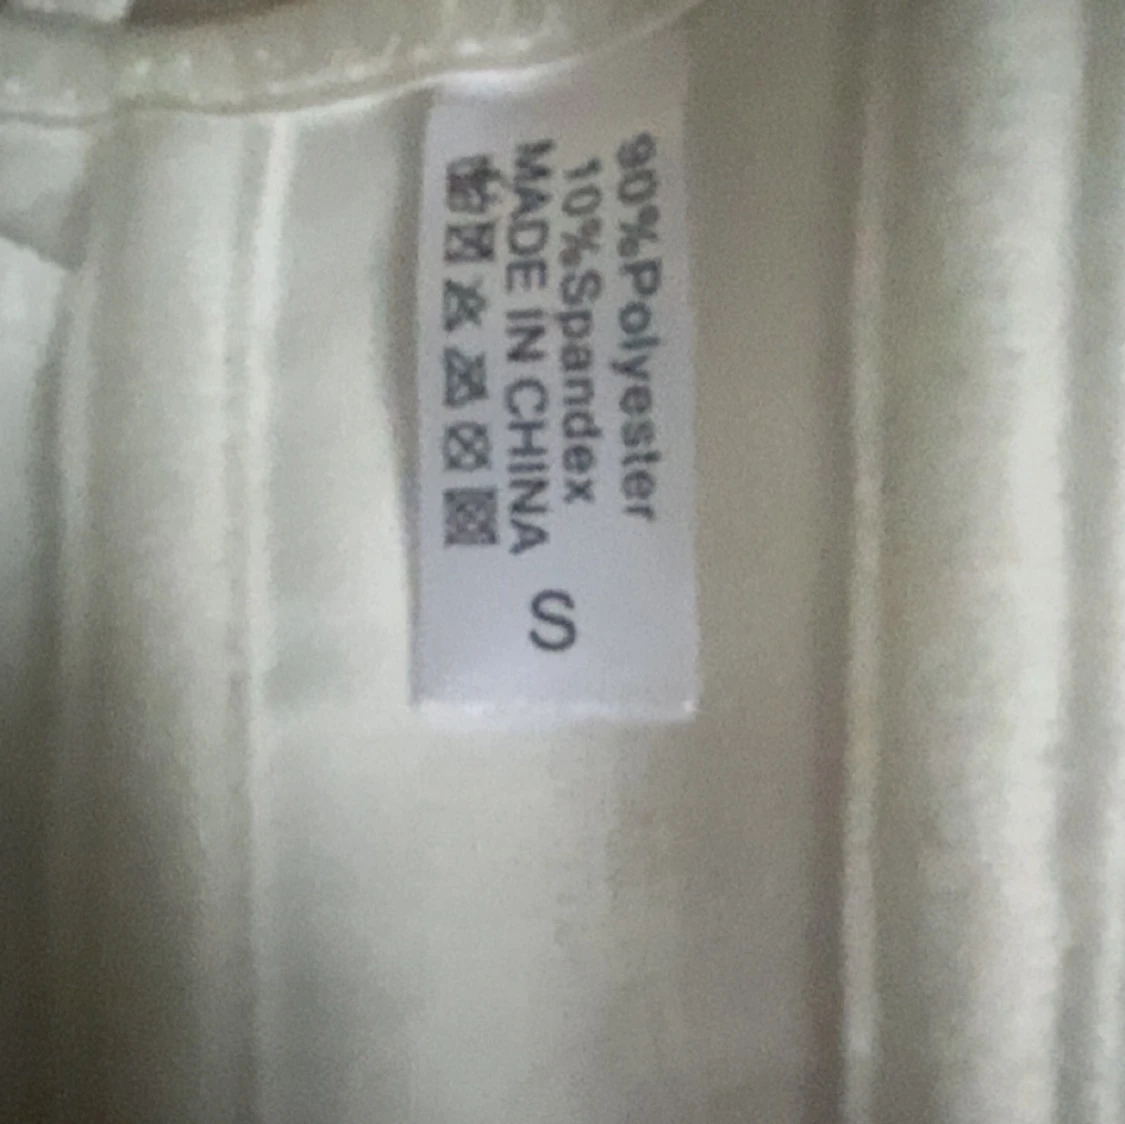 90%Polyester
10%Spandex
MADE IN CHINA
S